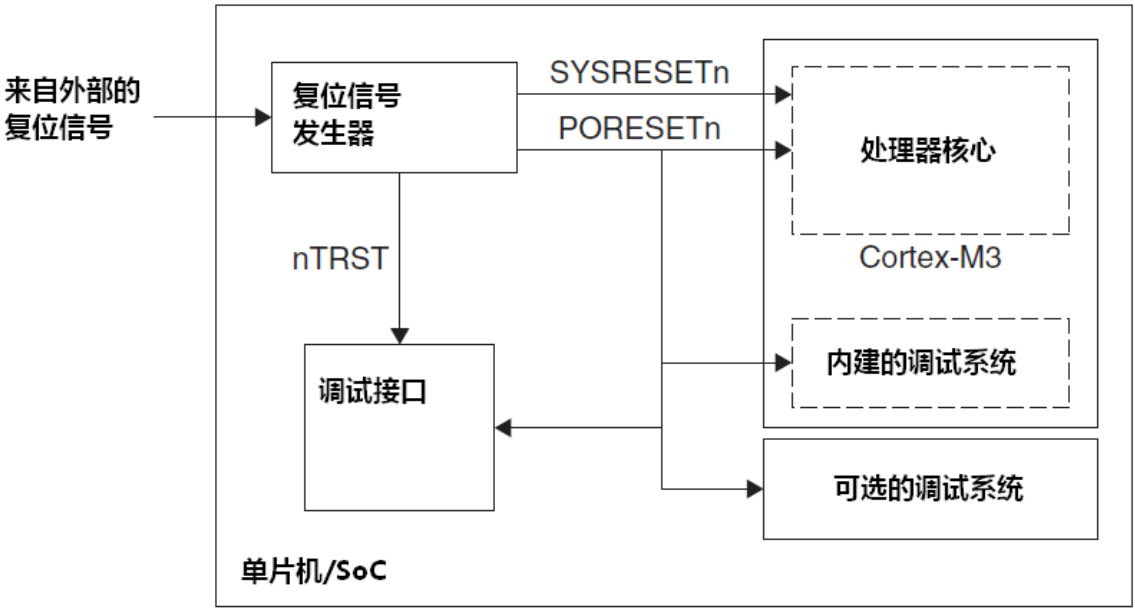 来自外部的
复位信号
复位信号
发生器
SYSRESETn
PORESETn
处理器核心
Cortex-M3
nTRST
内建的调试系统
调试接口
可选的调试系统
单片机/SoC